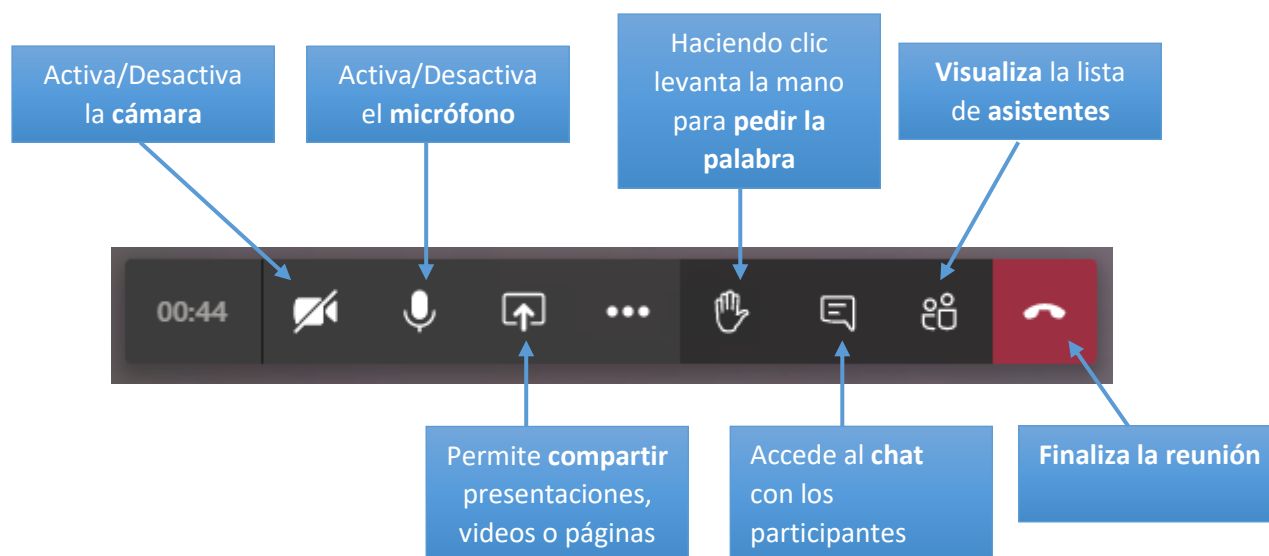 Activa/Desactiva
la cámara
Activa/Desactiva
el micrófono
Haciendo clic
levanta la mano
para pedir la
palabra
Visualiza la lista
de asistentes
00:44
Permite compartir
presentaciones,
videos o páginas
Accede al chat
con los
participantes
Finaliza la reunión